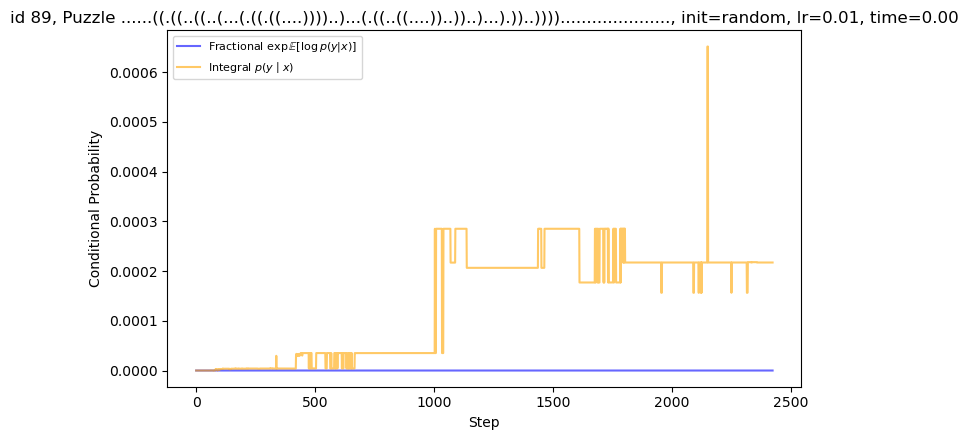 id 89, Puzzle ......((.((..((..(...(.((.((....))))..)...(.((..((....))..))..)...).))..))))....................., init=random, lr=0.01, time=0.00
Fractional exp𝔼[log p(y|x)]
Integral p(y | x)
Conditional Probability
0.0006
0.0005
0.0004
0.0003
0.0002
0.0001
0.0000
0 500 1000 1500 2000 2500
Step